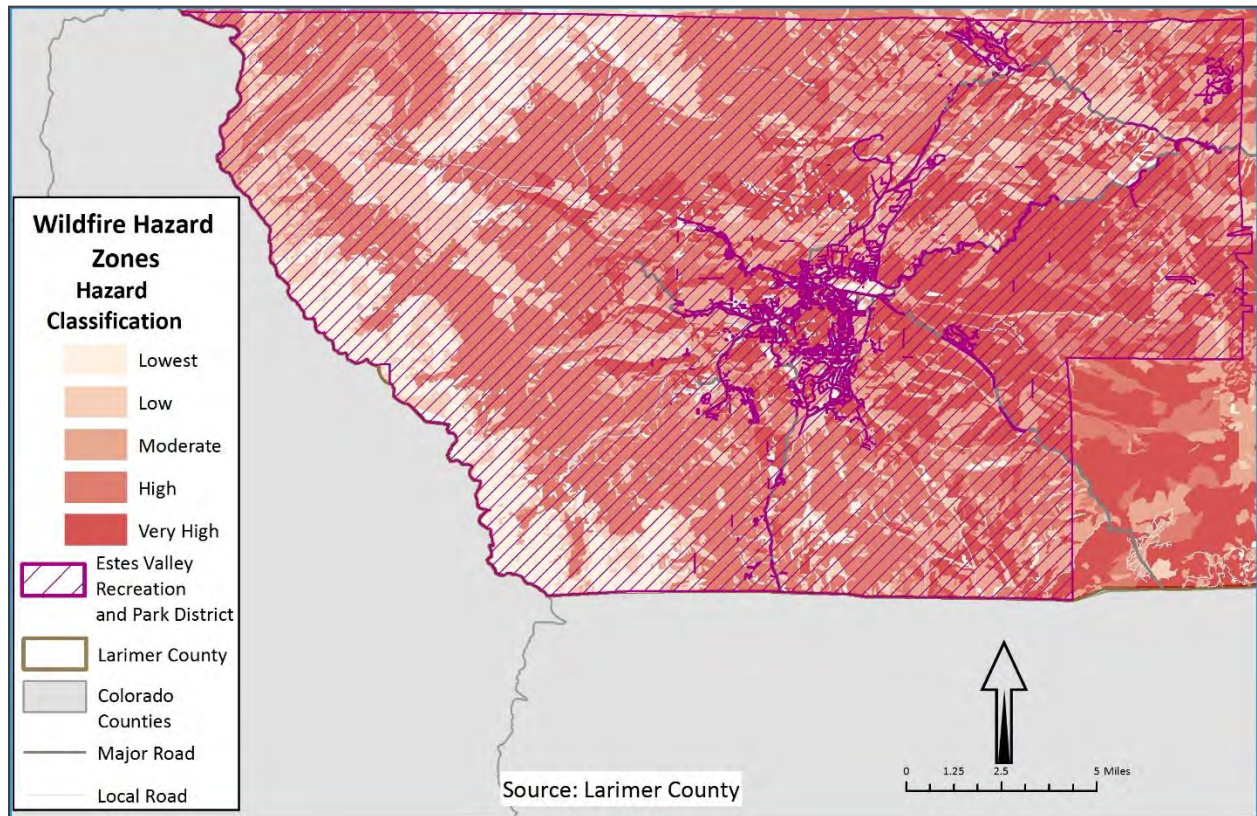 Wildfire Hazard
Zones
Hazard
Classification
Lowest
Low
Moderate
High
Very High
Estes Valley
Recreation
and Park District
Larimer County
Colorado
Counties
Major Road
Local Road
Source: Larimer County
0 1.25 2.5 5 Miles